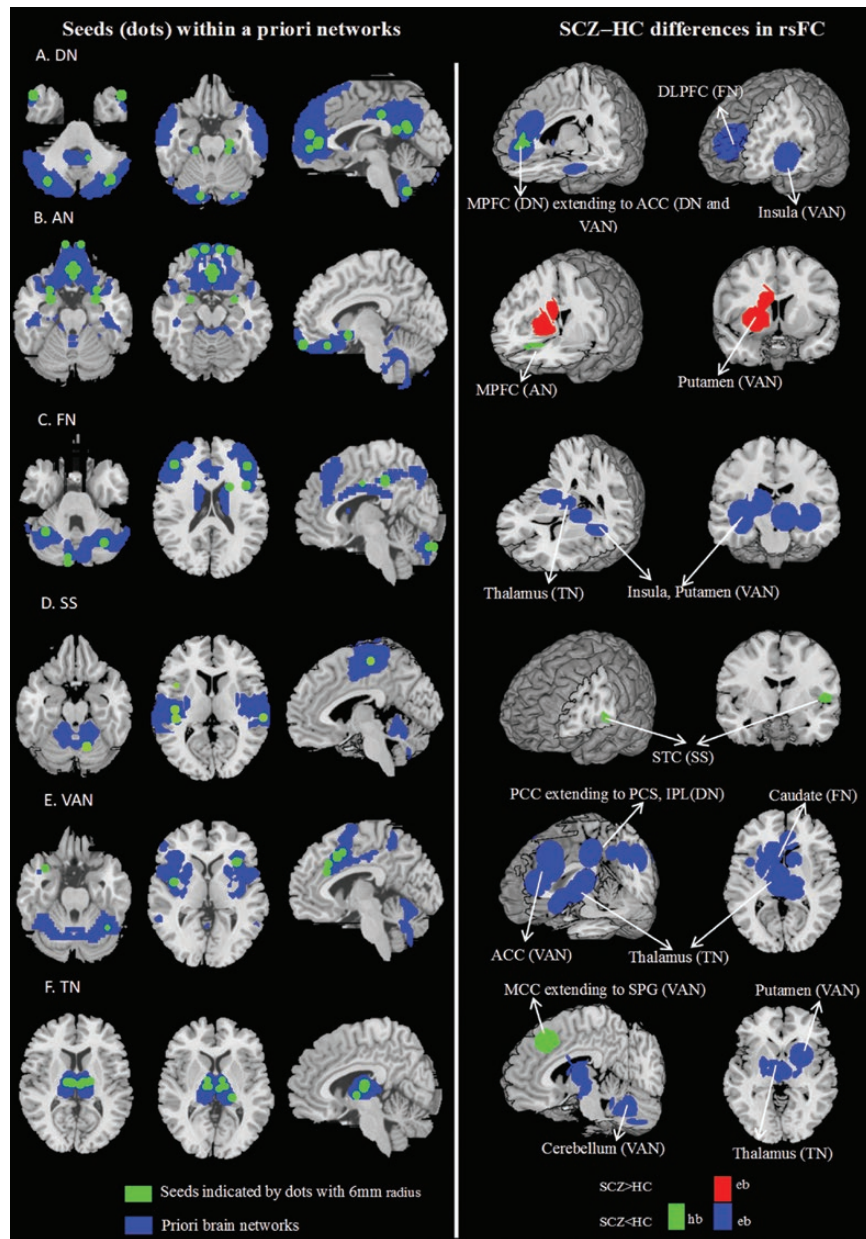 Seeds (dots) within a priori networks
A. DN
B. AN
C. FN
D. SS
E. VAN
F. TN
Seeds indicated by dots with 6mm radius
Priori brain networks
SCZ–HC differences in rsFC
DLPFC (FN)
MPFC (DN) extending to ACC (DN and
VAN)
Insula (VAN)
MPFC (AN)
Putamen (VAN)
Thalamus (TN)
Insula, Putamen (VAN)
STC (SS)
PCC extending to PCS, IPL(DN)
Caudate (FN)
ACC (VAN)
Thalamus (TN)
MCC extending to SPG (VAN)
Putamen (VAN)
Cerebellum (VAN)
Thalamus (TN)
SCZ>HC eb
SCZ<HC hb eb